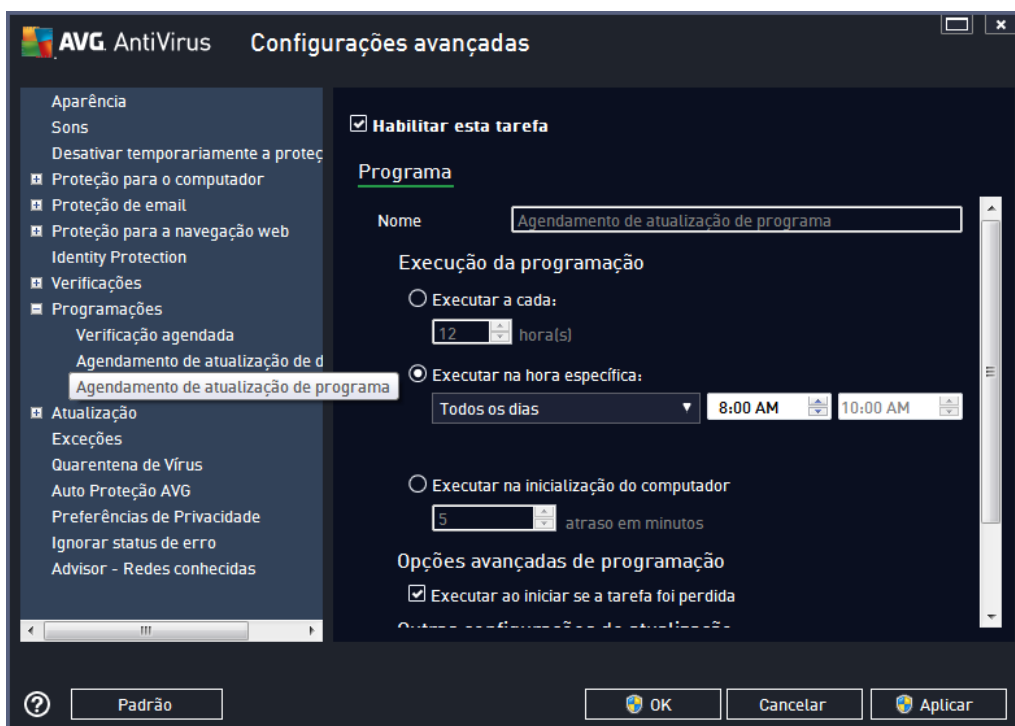 AVG. AntiVirus Configurações avançadas
Aparência
Sons
Desativar temporariamente a proteç
Proteção para o computador
Proteção de email
Proteção para a navegação web
Identity Protection
Verificações
Programações
Verificação agendada
Agendamento de atualização de d
Agendamento de atualização de programa
Atualização
Exceções
Quarentena de Vírus
Auto Proteção AVG
Preferências de Privacidade
Ignorar status de erro
Advisor - Redes conhecidas
Habilitar esta tarefa
Programa
Nome Agendamento de atualização de programa
Execução da programação
Executar a cada:
12 hora(s)
Executar na hora específica:
Todos os dias 8:00 AM 10:00 AM
Executar na inicialização do computador
5 atraso em minutos
Opções avançadas de programação
Executar ao iniciar se a tarefa foi perdida
Outras configurações de atualização
Padrão OK Cancelar Aplicar